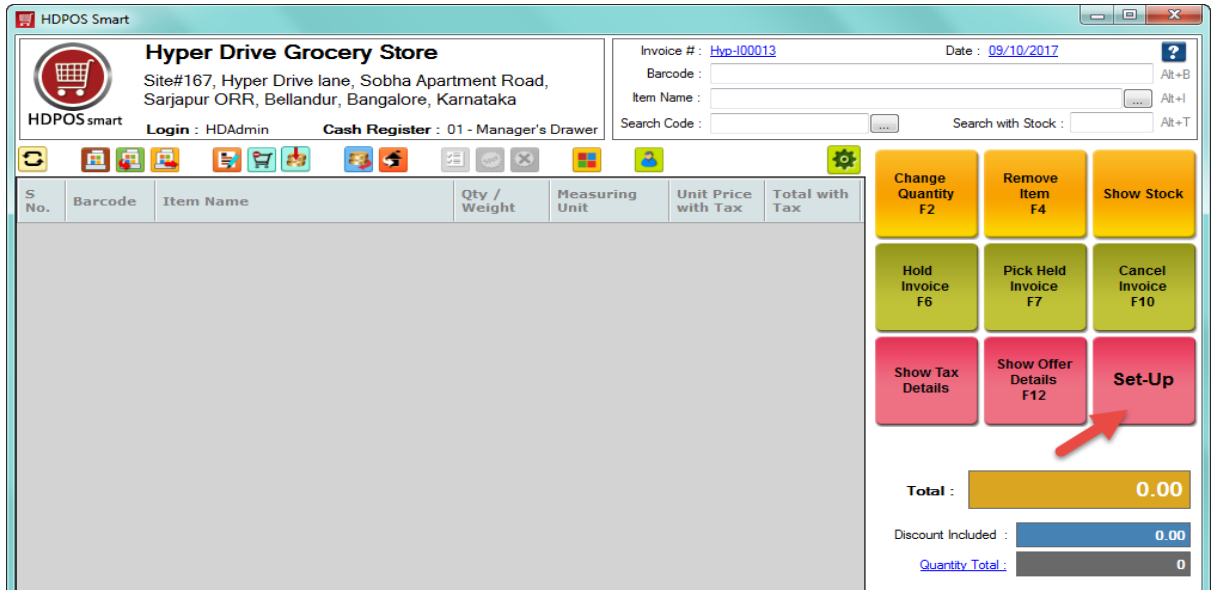 HDPOS Smart
Hyper Drive Grocery Store
Site#167, Hyper Drive lane, Sobha Apartment Road,
Sarjapur ORR, Bellandur, Bangalore, Karnataka
HDPOS smart
Login : HDAdmin Cash Register : 01 - Manager's Drawer
Invoice # : Hyp-I00013 Date : 09/10/2017 ?
Barcode : Alt+B
Item Name : ... Alt+I
Search Code : ... Search with Stock : Alt+T
S No. Barcode Item Name Qty / Weight Measuring Unit Unit Price with Tax Total with Tax
Change Quantity F2
Remove Item F4
Show Stock
Hold Invoice F6
Pick Held Invoice F7
Cancel Invoice F10
Show Tax Details
Show Offer Details F12
Set-Up
Total : 0.00
Discount Included : 0.00
Quantity Total : 0